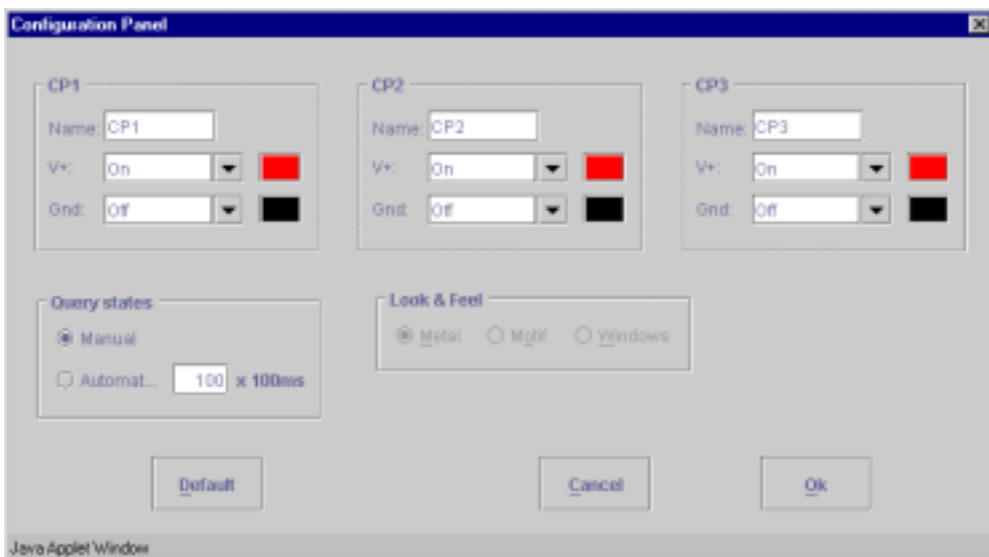 Configuration Panel
CP1
Name: CP1
V+: On
Gnd: Off
CP2
Name: CP2
V+: On
Gnd: Off
CP3
Name: CP3
V+: On
Gnd: Off
Query states
Manual
Automat... 100 x 100ms
Look & Feel
Metal Motif Windows
Default Cancel Ok
Java Applet Window